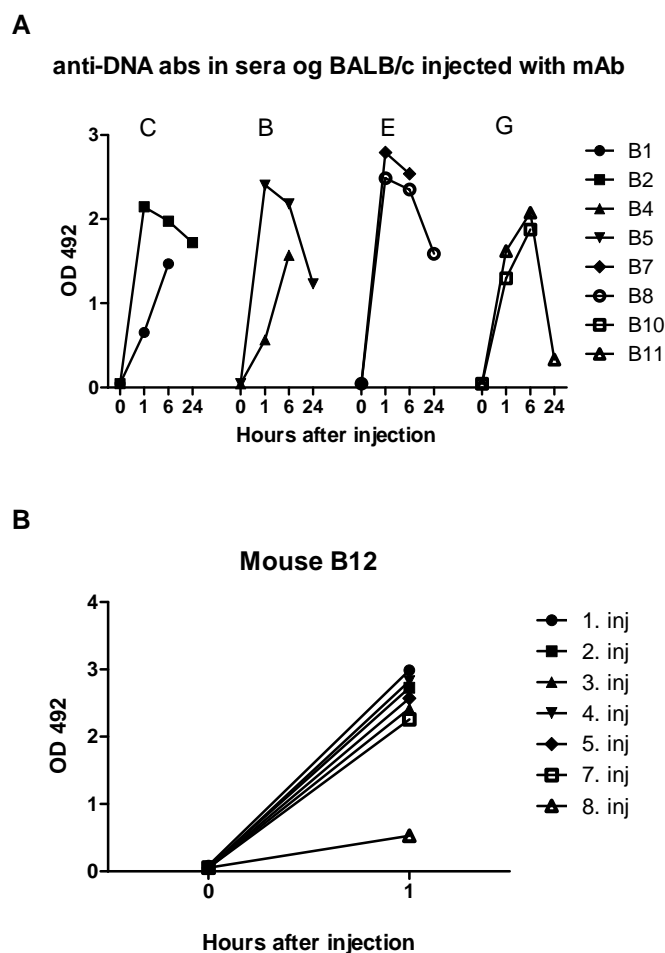 A
anti-DNA abs in sera og BALB/c injected with mAb
C B E G
3
2
1
0
OD 492
0 1 6 24 0 1 6 24 0 1 6 24 0 1 6 24
Hours after injection
B1
B2
B4
B5
B7
B8
B10
B11
B
Mouse B12
4
3
2
1
0
OD 492
0 1
Hours after injection
1. inj
2. inj
3. inj
4. inj
5. inj
7. inj
8. inj